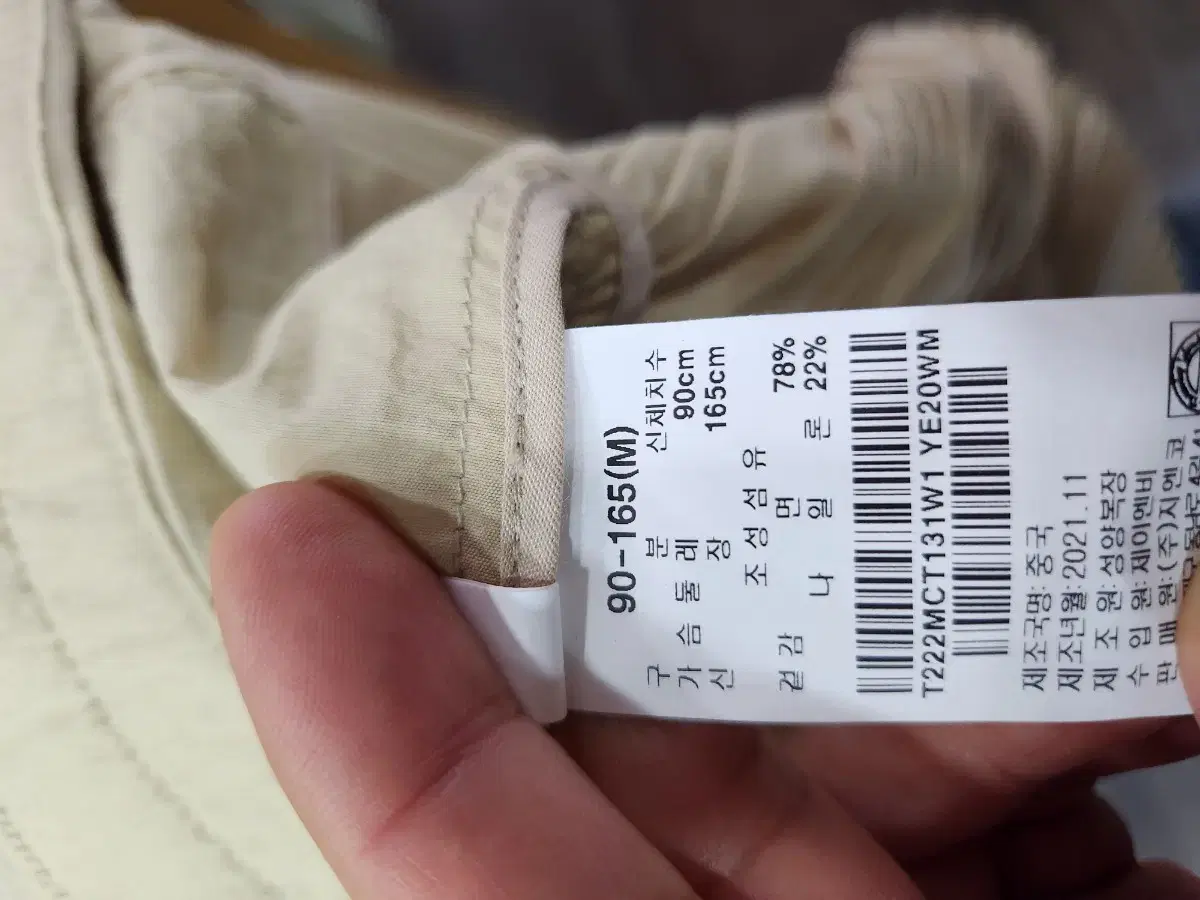 90-165(M)
구 분 신체치수
가슴둘레 90cm
신 장 165cm
조성섬유
겉감 면 78%
나일론 22%
T222MCT131W1 YE20WM
제조국명: 중국
제조년월: 2021.11
제 조 원: 성양복장
수 입 원: 제이엔비
판 매 원: (주)지엔코